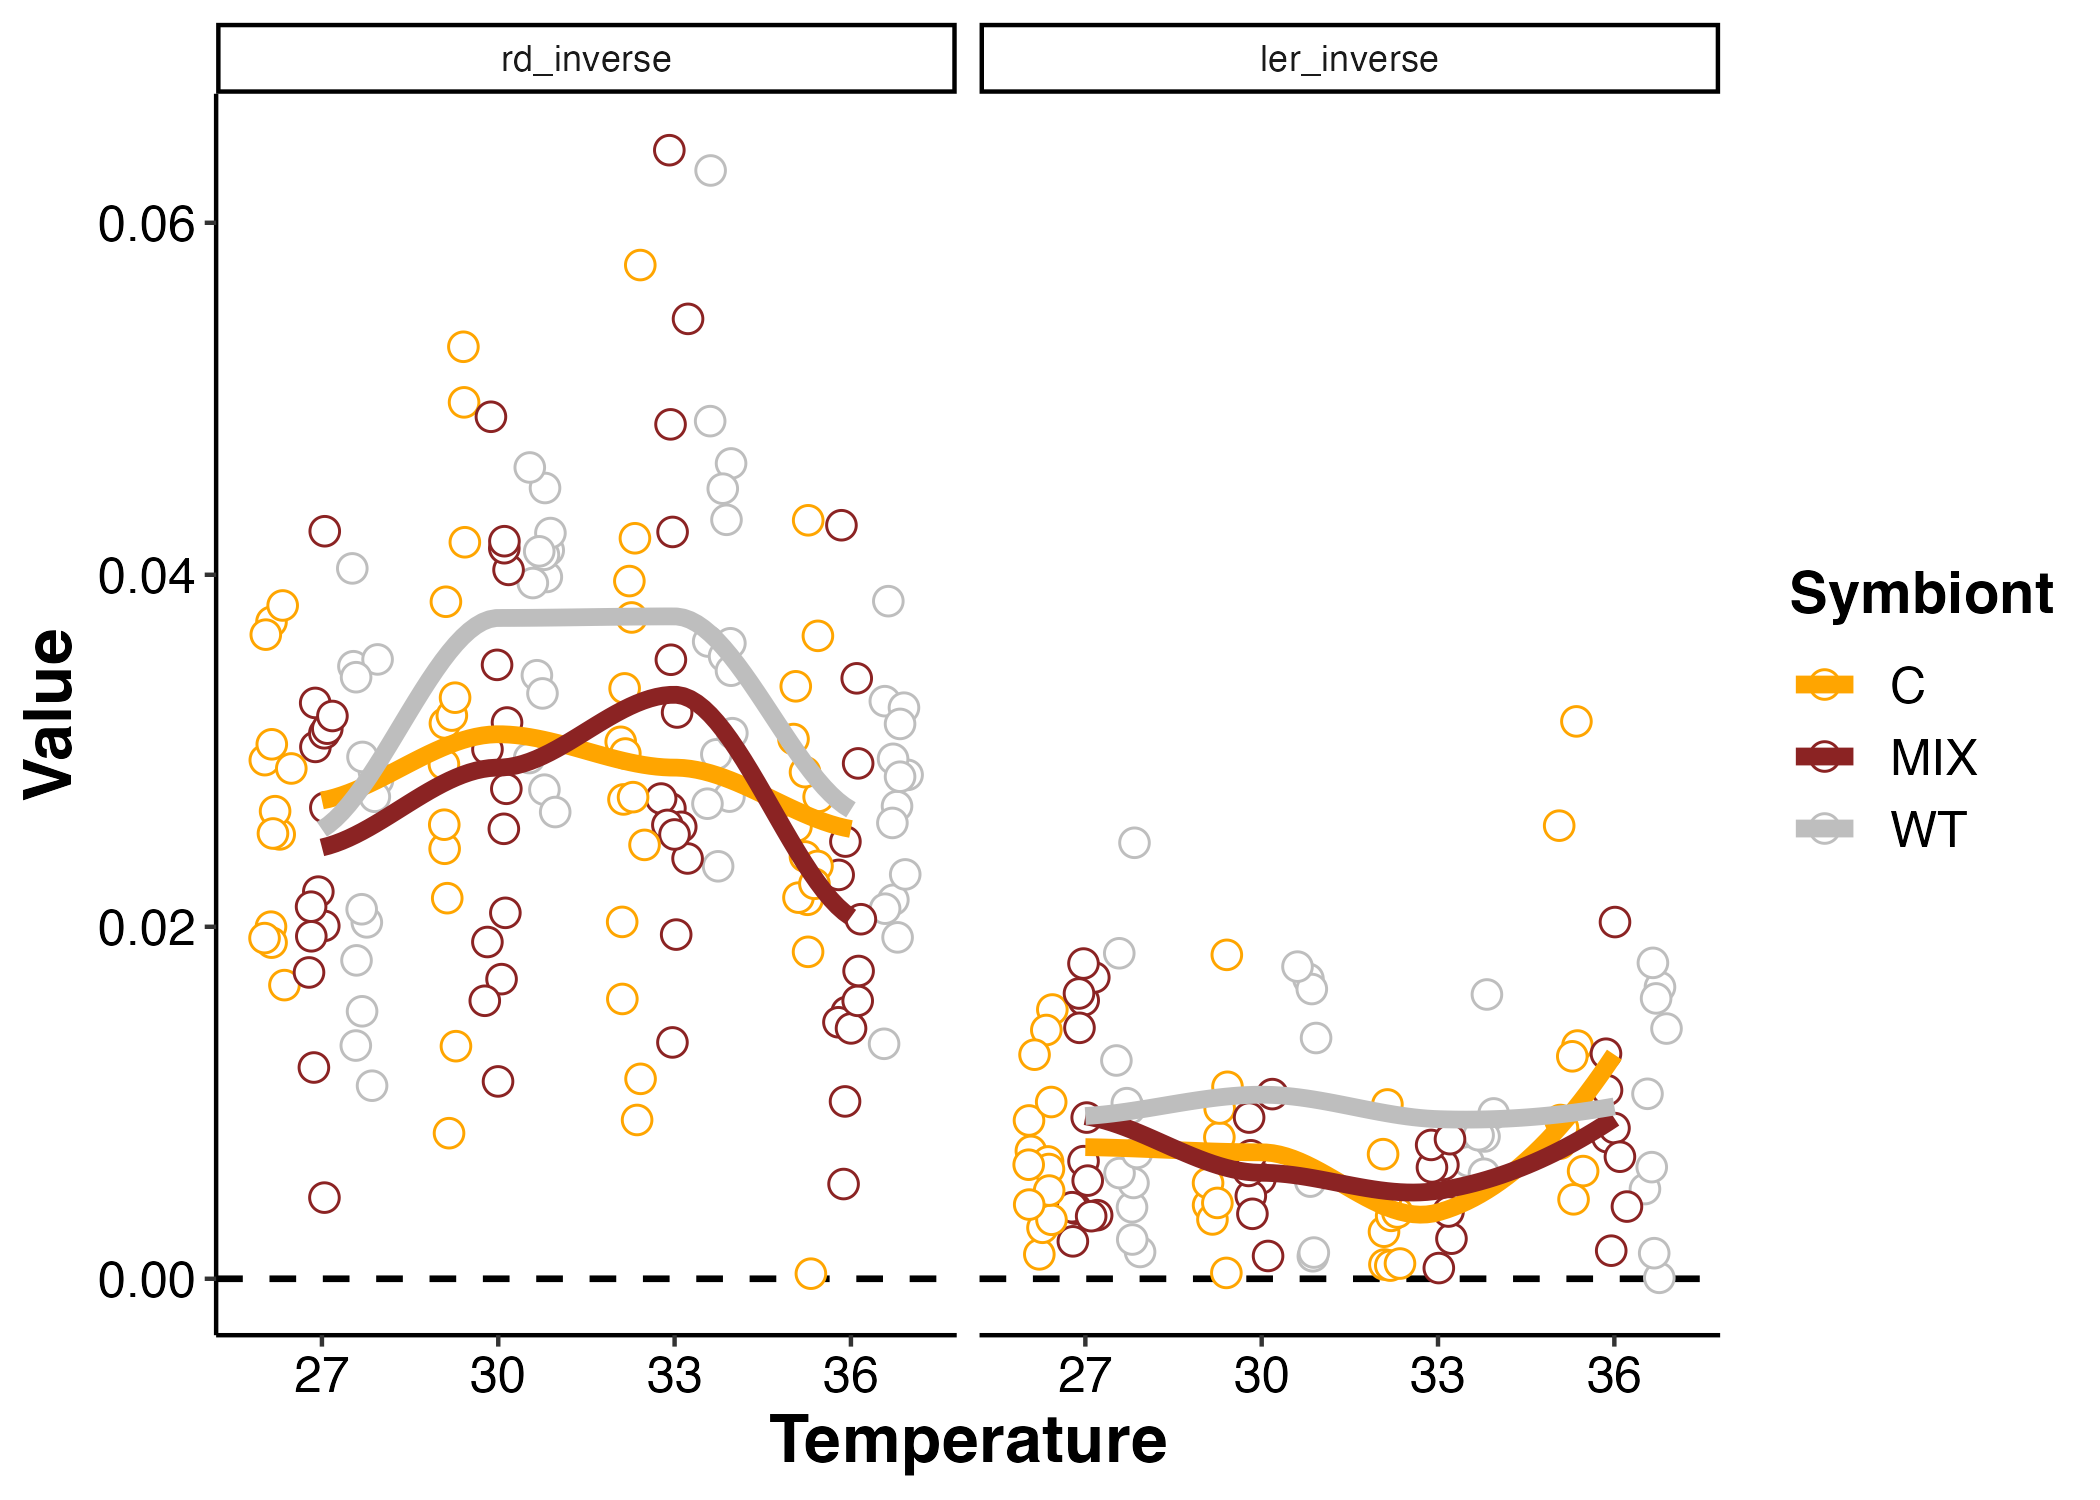 rd_inverse
ler_inverse
0.06
0.04
0.02
0.00
Value
27 30 33 36
27 30 33 36
Temperature
Symbiont
C
MIX
WT